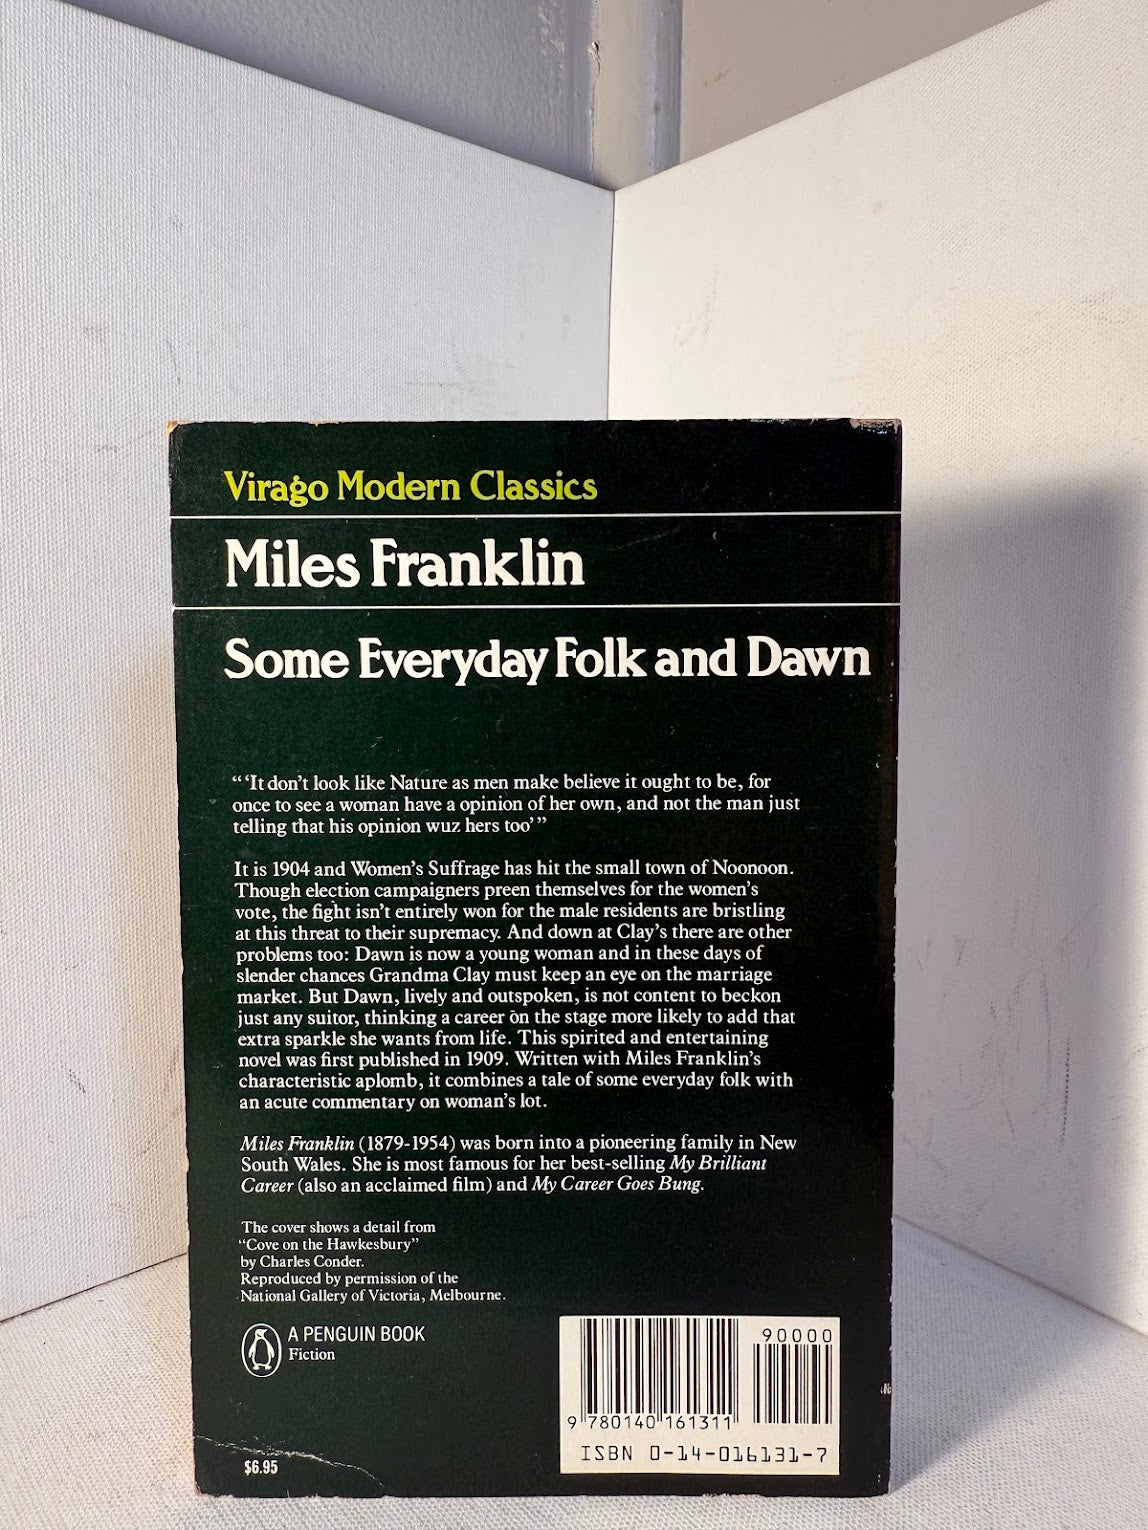 Virago Modern Classics
Miles Franklin
Some Everyday Folk and Dawn
“ ‘It don’t look like Nature as men make believe it ought to be, for
once to see a woman have a opinion of her own, and not the man just
telling that his opinion wuz hers too’ ”
It is 1904 and Women’s Suffrage has hit the small town of Noonoon.
Though election campaigners preen themselves for the women’s
vote, the fight isn’t entirely won for the male residents are bristling
at this threat to their supremacy. And down at Clay’s there are other
problems too: Dawn is now a young woman and in these days of
slender chances Grandma Clay must keep an eye on the marriage
market. But Dawn, lively and outspoken, is not content to beckon
just any suitor, thinking a career on the stage more likely to add that
extra sparkle she wants from life. This spirited and entertaining
novel was first published in 1909. Written with Miles Franklin’s
characteristic aplomb, it combines a tale of some everyday folk with
an acute commentary on woman’s lot.
Miles Franklin (1879-1954) was born into a pioneering family in New
South Wales. She is most famous for her best-selling My Brilliant
Career (also an acclaimed film) and My Career Goes Bung.
The cover shows a detail from
“Cove on the Hawkesbury”
by Charles Conder.
Reproduced by permission of the
National Gallery of Victoria, Melbourne.
A PENGUIN BOOK
Fiction
90000
9 780140 161311
ISBN 0-14-016131-7
$6.95